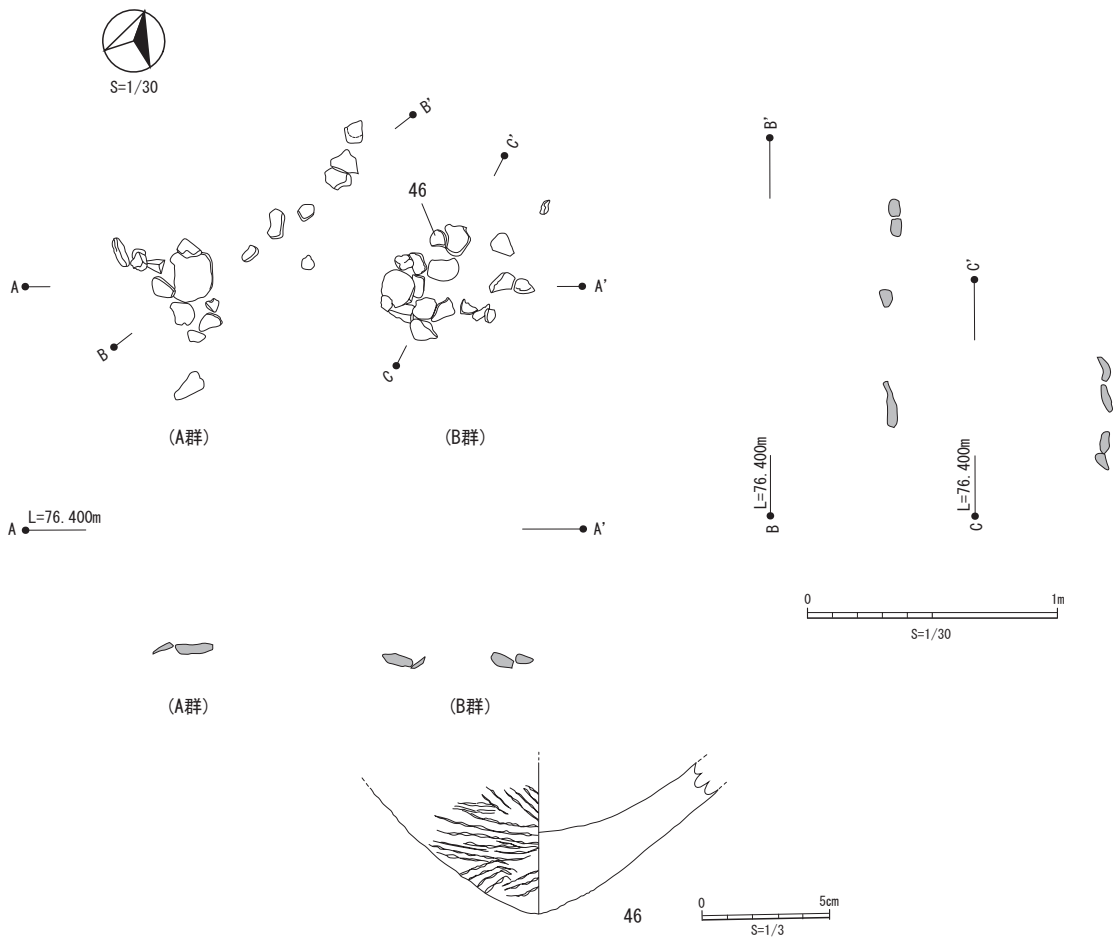 S=1/30
B'
C'
46
A
A'
B
C
(A群)
(B群)
B'
C'
L=76.400m
B
L=76.400m
C
A
L=76.400m
A'
0
1m
S=1/30
(A群)
(B群)
46
0
5cm
S=1/3